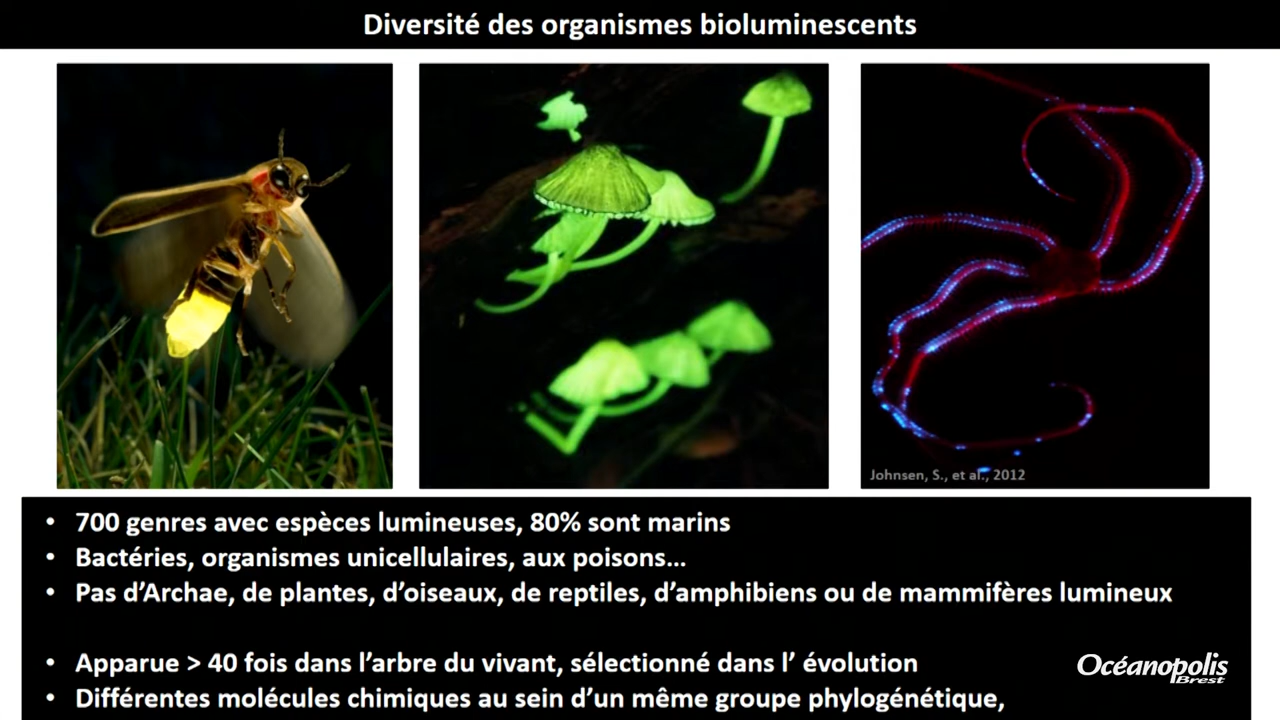 Diversité des organismes bioluminescents
Johnsen, S., et al., 2012
• 700 genres avec espèces lumineuses, 80% sont marins
• Bactéries, organismes unicellulaires, aux poisons…
• Pas d’Archae, de plantes, d’oiseaux, de reptiles, d’amphibiens ou de mammifères lumineux
• Apparue > 40 fois dans l’arbre du vivant, sélectionné dans l’ évolution
• Différentes molécules chimiques au sein d’un même groupe phylogénétique,
Océanopolis
Brest